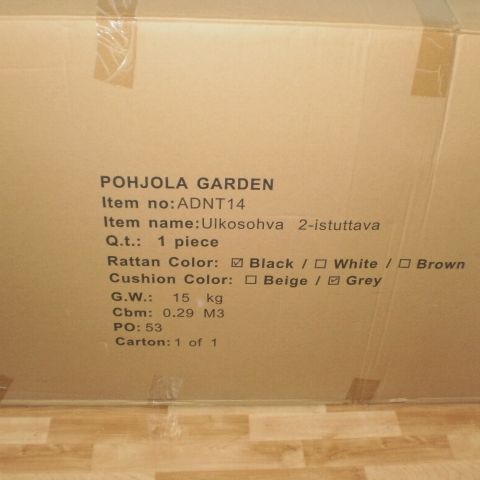 POHJOLA GARDEN
Item no:ADNT14
Item name:Ulkosohva 2-istuttava
Q.t.: 1 piece
Rattan Color: ☑ Black / ☐ White / ☐ Brown
Cushion Color: ☐ Beige / ☑ Grey
G.W.: 15 kg
Cbm: 0.29 M3
PO: 53
Carton: 1 of 1